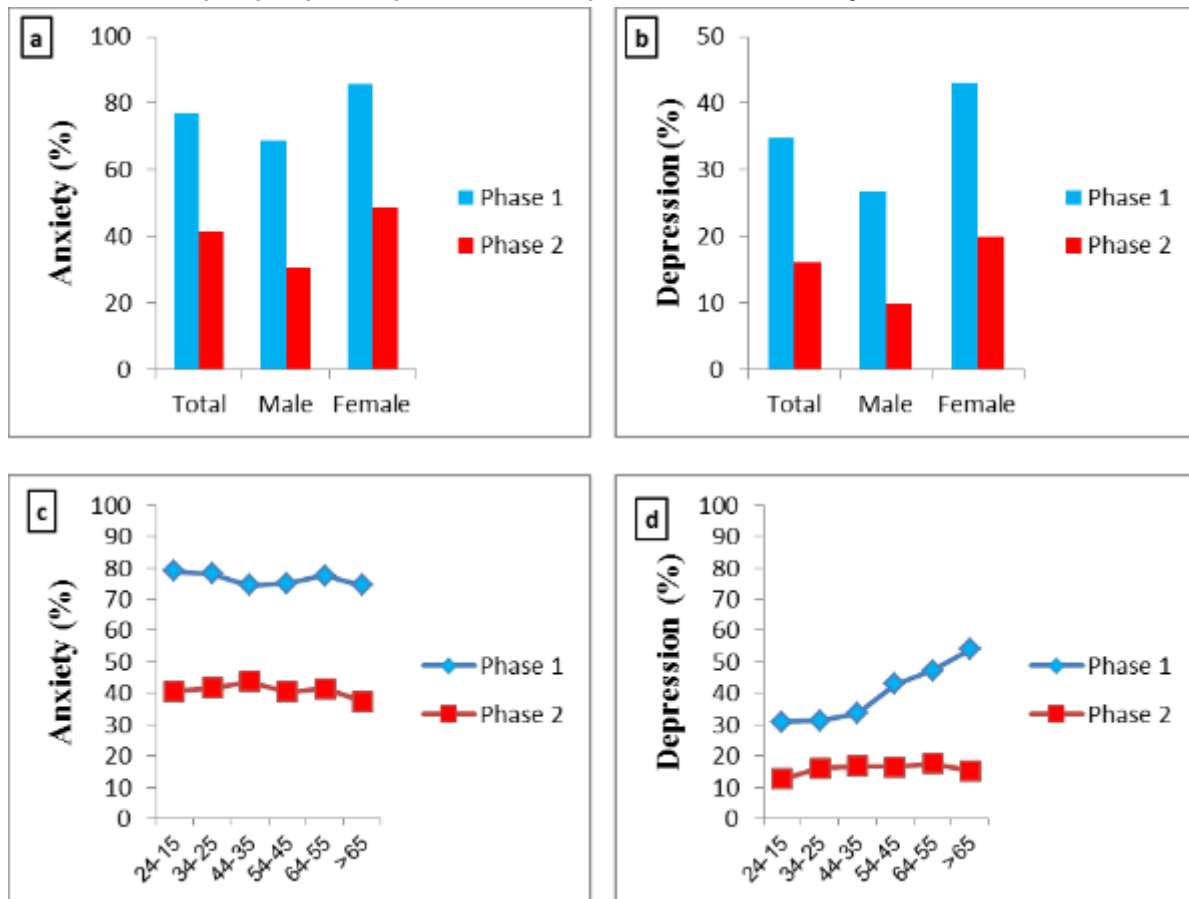 a
Anxiety (%)
100
80
60
40
20
0
Total Male Female
Phase 1
Phase 2
b
Depression (%)
50
40
30
20
10
0
Total Male Female
Phase 1
Phase 2
c
Anxiety (%)
100
90
80
70
60
50
40
30
20
10
0
24-15 34-25 44-35 54-45 64-55 >65
Phase 1
Phase 2
d
Depression (%)
100
90
80
70
60
50
40
30
20
10
0
24-15 34-25 44-35 54-45 64-55 >65
Phase 1
Phase 2